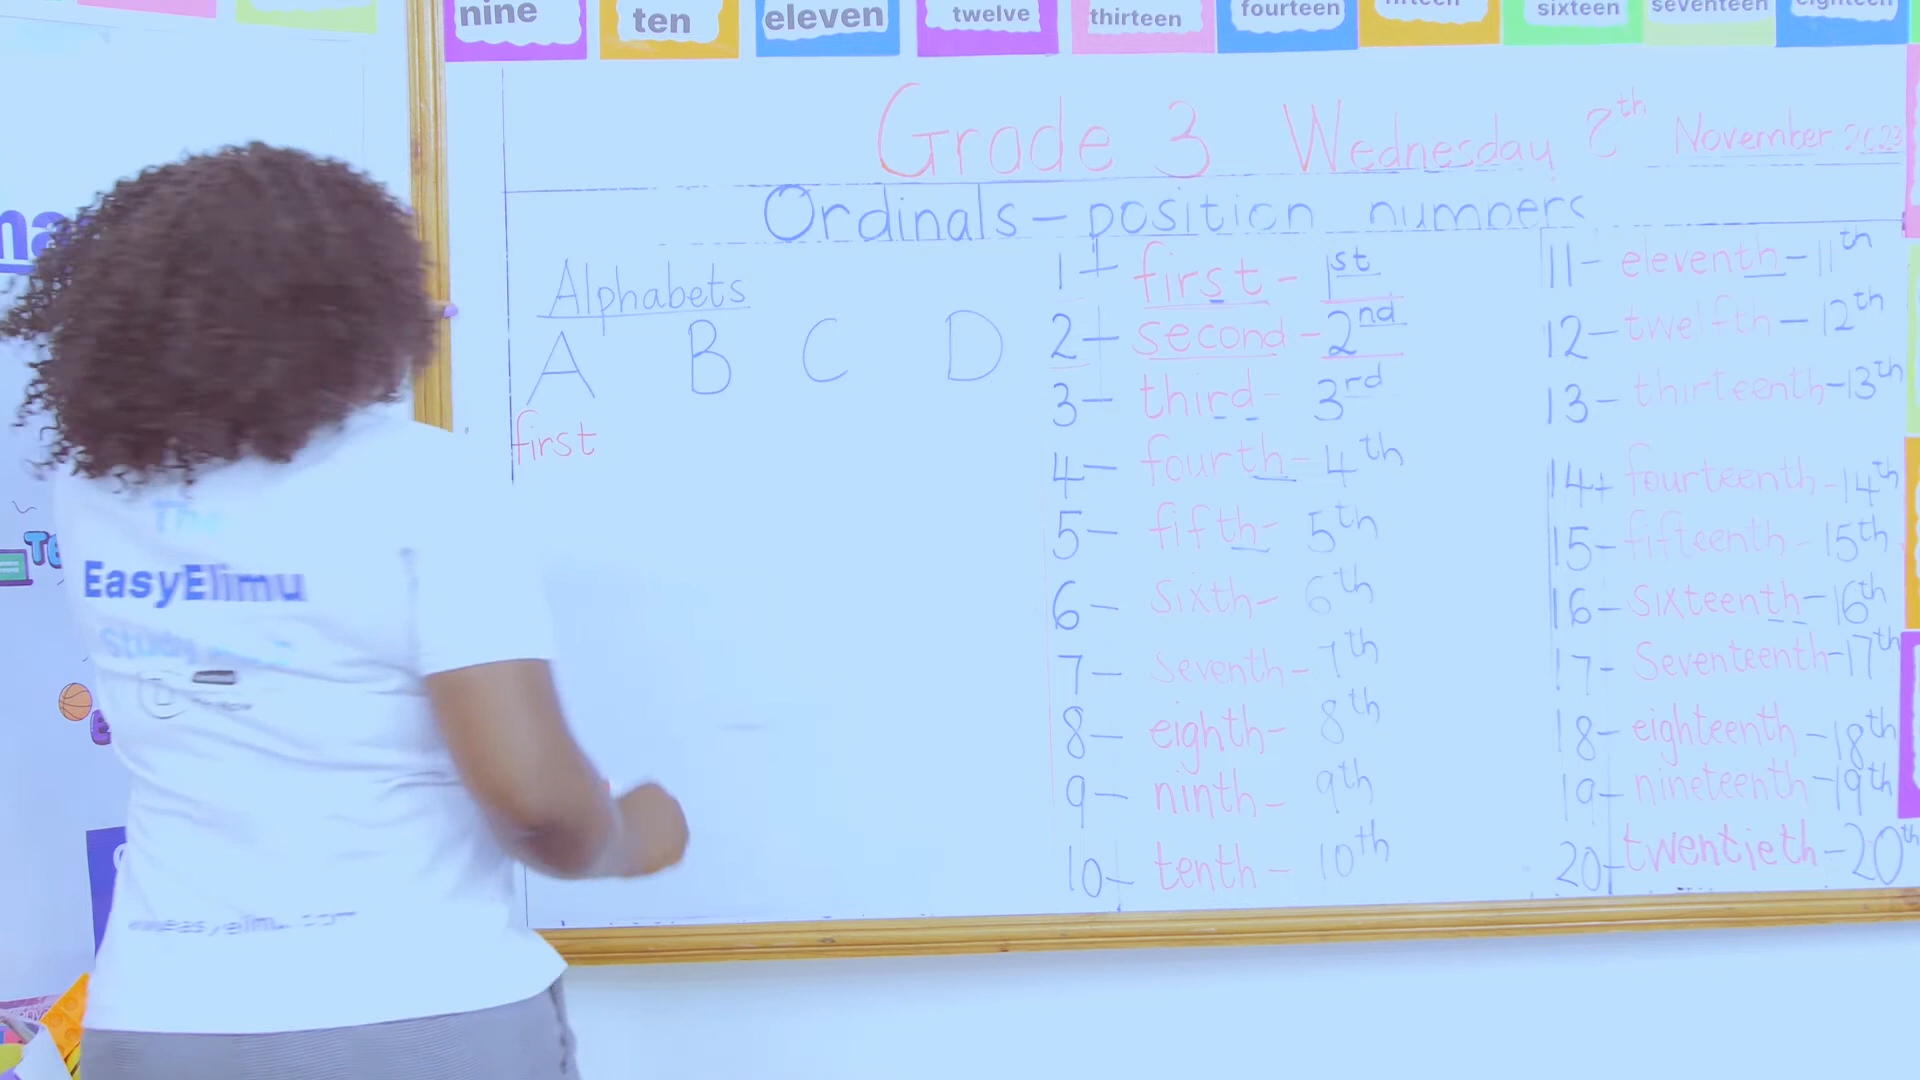 nine
ten
eleven
twelve
thirteen
fourteen
fifteen
sixteen
seventeen
eighteen
Grade 3 Wednesday 8th November 2023
Ordinals - position numbers
Alphabets
A B C D
first
1 - first - 1st
2 - second - 2nd
3 - third - 3rd
4 - fourth - 4th
5 - fifth - 5th
6 - sixth - 6th
7 - seventh - 7th
8 - eighth - 8th
9 - ninth - 9th
10 - tenth - 10th
11 - eleventh - 11th
12 - twelfth - 12th
13 - thirteenth - 13th
14 - fourteenth - 14th
15 - fifteenth - 15th
16 - sixteenth - 16th
17 - Seventeenth - 17th
18 - eighteenth - 18th
19 - nineteenth - 19th
20 - twentieth - 20th
The
EasyElimu
Study